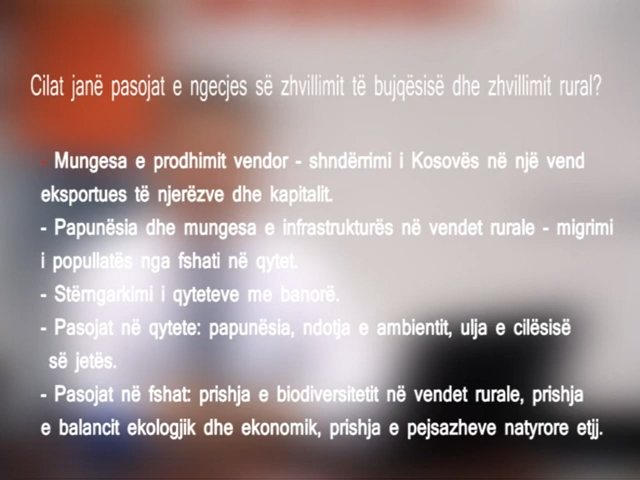 Cilat janë pasojat e ngecjes së zhvillimit të bujqësisë dhe zhvillimit rural?
- Mungesa e prodhimit vendor - shndërrimi i Kosovës në një vend
eksportues të njerëzve dhe kapitalit.
- Papunësia dhe mungesa e infrastrukturës në vendet rurale - migrimi
i popullatës nga fshati në qytet.
- Stërngarkimi i qyteteve me banorë.
- Pasojat në qytete: papunësia, ndotja e ambientit, ulja e cilësisë
së jetës.
- Pasojat në fshat: prishja e biodiversitetit në vendet rurale, prishja
e balancit ekologjik dhe ekonomik, prishja e pejsazheve natyrore etjj.